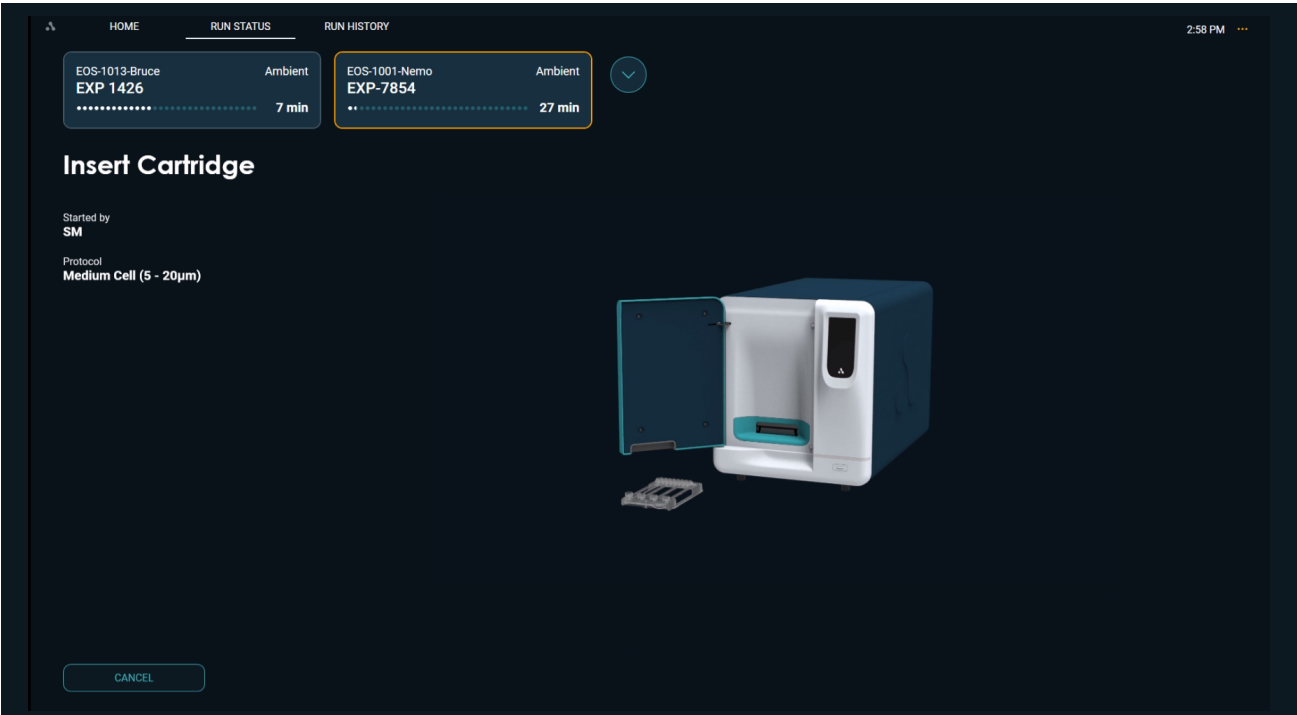 HOME RUN STATUS RUN HISTORY 2:58 PM
EOS-1013-Bruce Ambient
EXP 1426
7 min
EOS-1001-Nemo Ambient
EXP-7854
27 min
Insert Cartridge
Started by
SM
Protocol
Medium Cell (5 - 20µm)
CANCEL